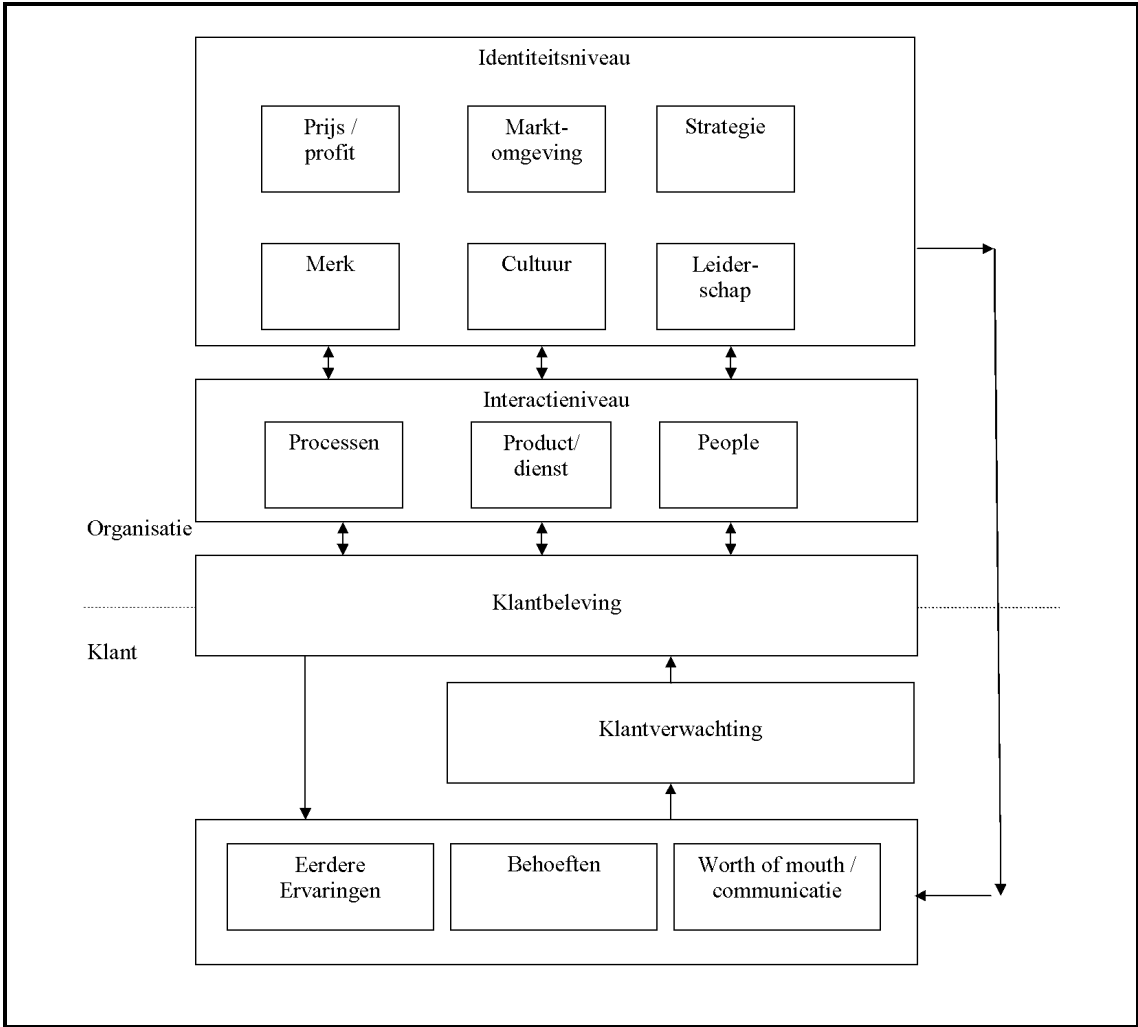 Identiteitsniveau
Prijs /
profit
Markt-
omgeving
Strategie
Merk
Cultuur
Leider-
schap
Interactieniveau
Processen
Product/
dienst
People
Organisatie
Klantbeleving
Klant
Klantverwachting
Eerdere
Ervaringen
Behoeften
Worth of mouth /
communicatie